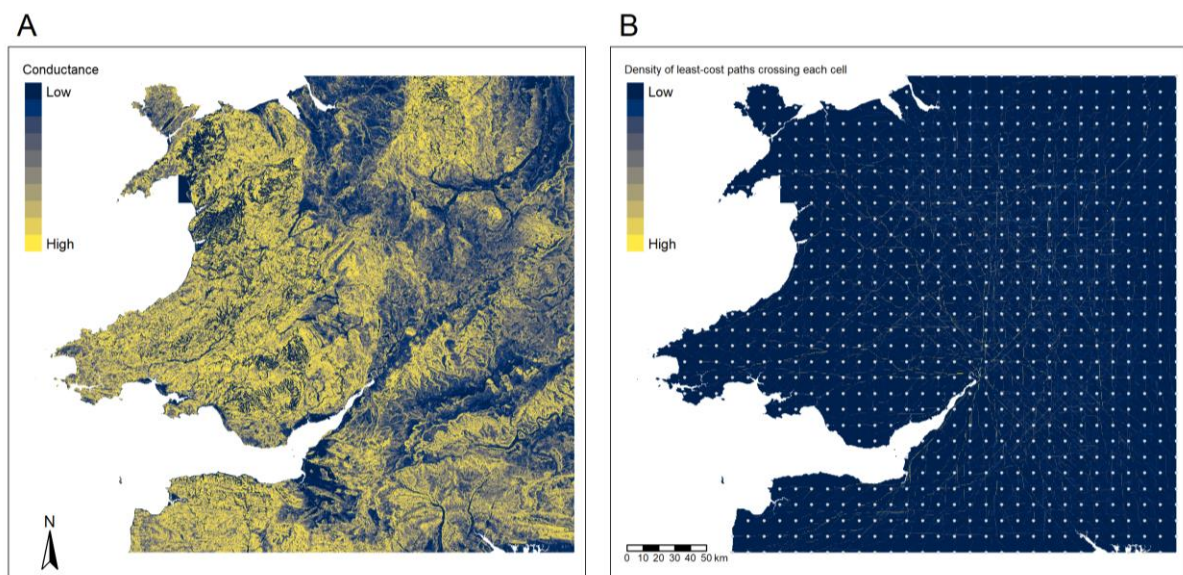 A
Conductance
Low
High
N
B
Density of least-cost paths crossing each cell
Low
High
0 10 20 30 40 50 km